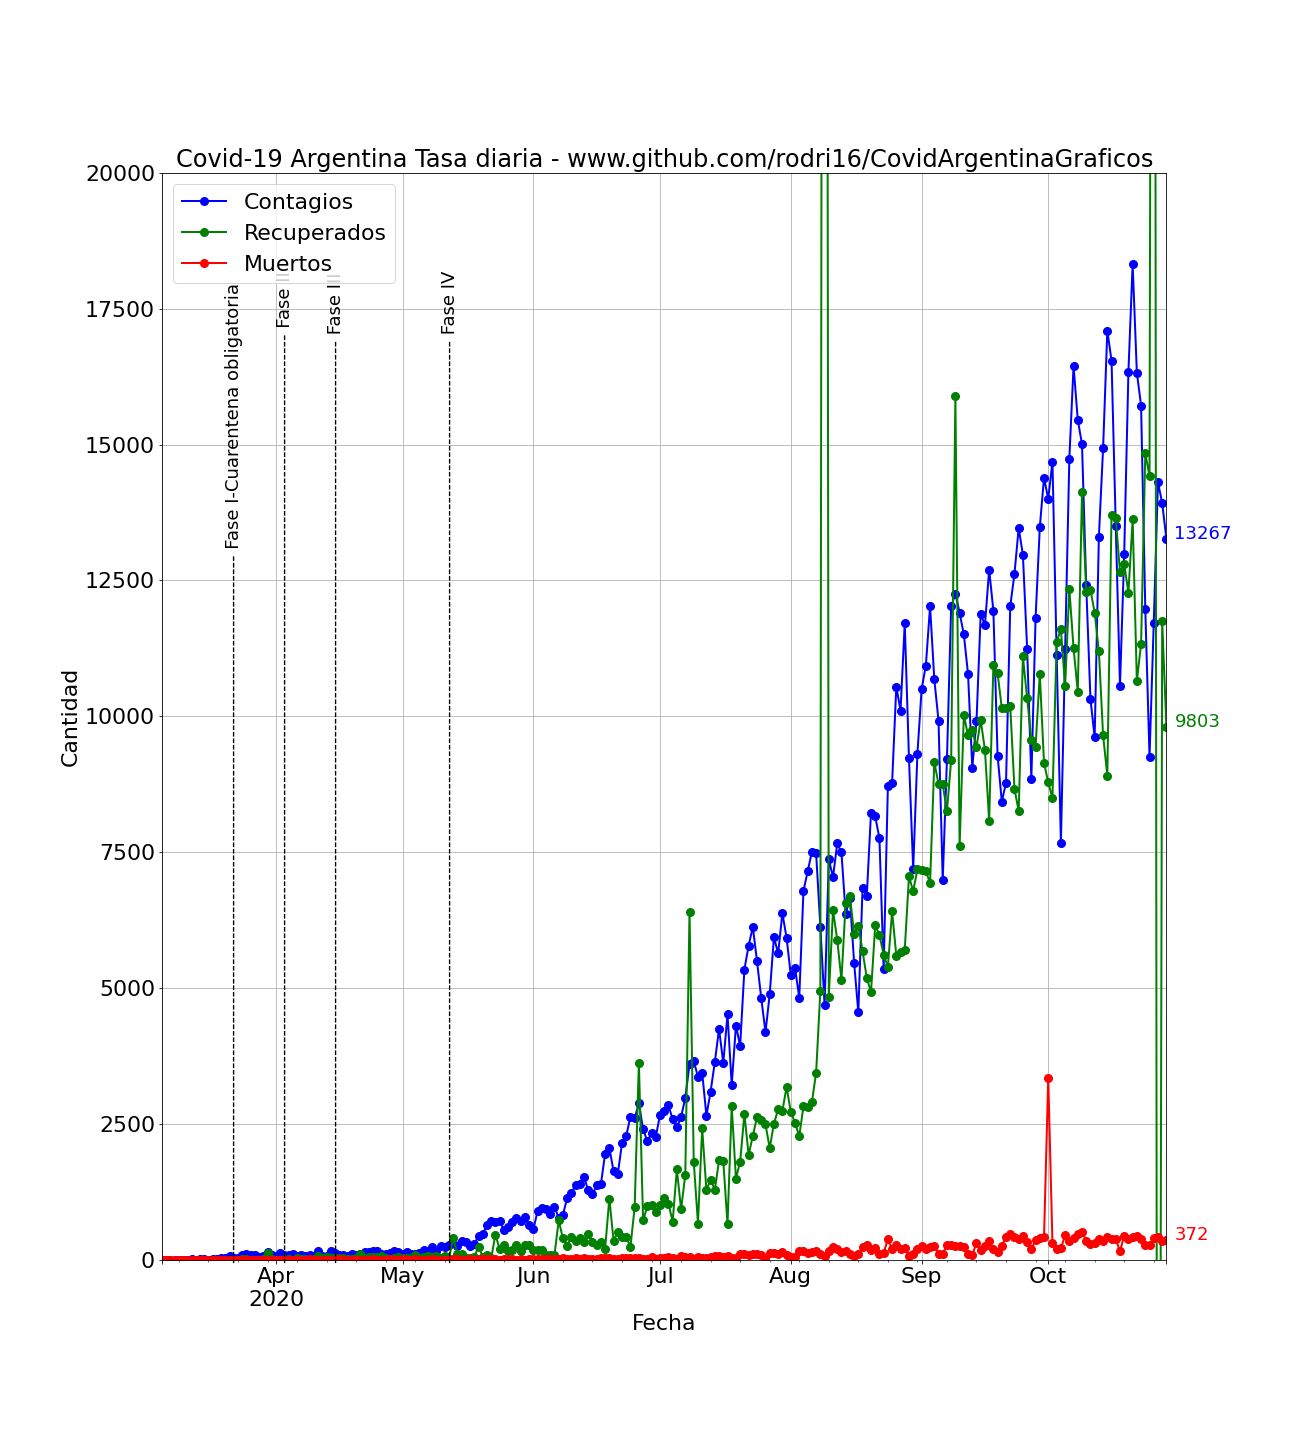 Covid-19 Argentina Tasa diaria - www.github.com/rodri16/CovidArgentinaGraficos
20000
17500
15000
12500
10000
7500
5000
2500
0
Cantidad
Contagios
Recuperados
Muertos
Fase I-Cuarentena obligatoria
Fase II
Fase III
Fase IV
13267
9803
372
Apr
2020
May
Jun
Jul
Aug
Sep
Oct
Fecha